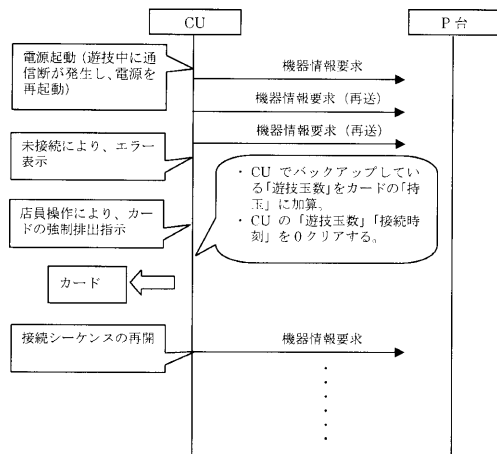 CU
P 台
電源起動（遊技中に通
信断が発生し、電源を
再起動）
機器情報要求
機器情報要求（再送）
機器情報要求（再送）
未接続により、エラー
表示
・ CU でバックアップしてい
る「遊技玉数」をカードの「持
玉」に加算。
・ CU の「遊技玉数」「接続時
刻」を０クリアする。
店員操作により、カー
ドの強制排出指示
カード
接続シーケンスの再開
機器情報要求